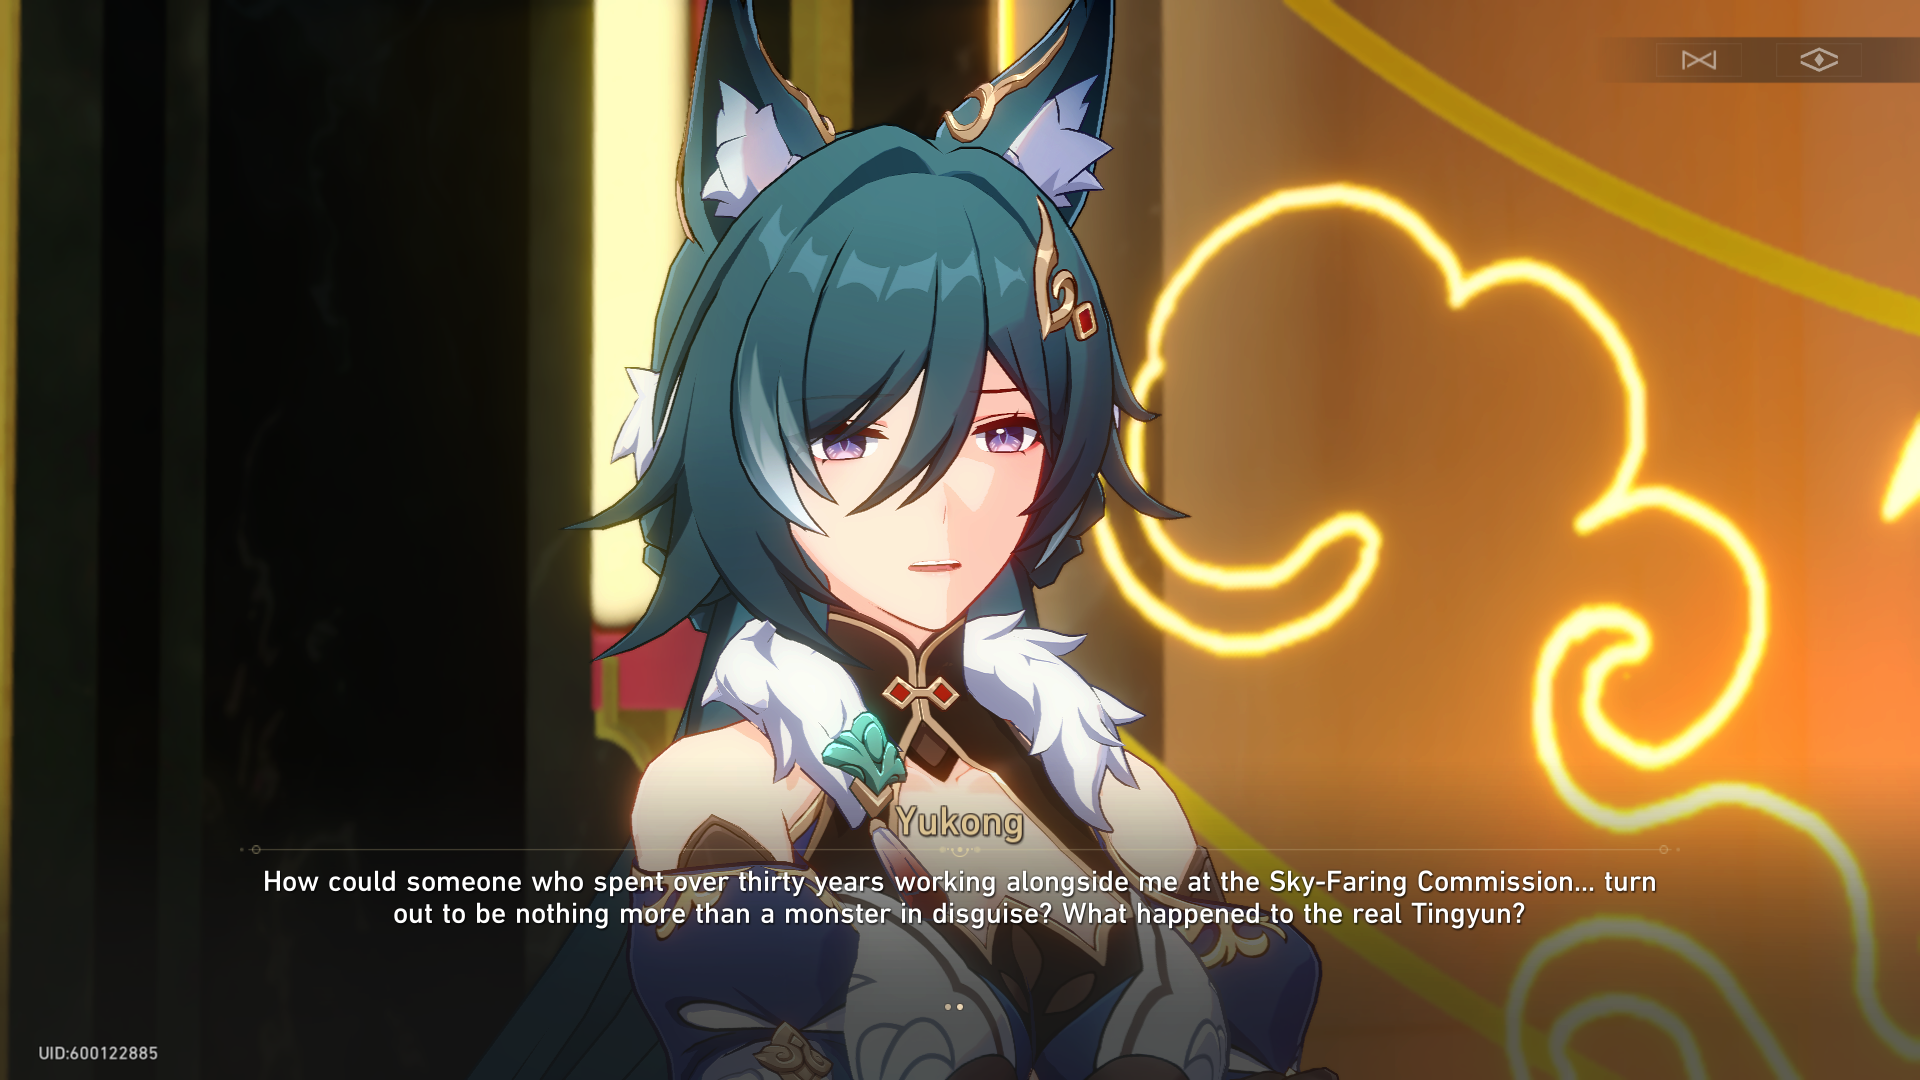 Yukong
How could someone who spent over thirty years working alongside me at the Sky-Faring Commission... turn
out to be nothing more than a monster in disguise? What happened to the real Tingyun?
UID:600122885